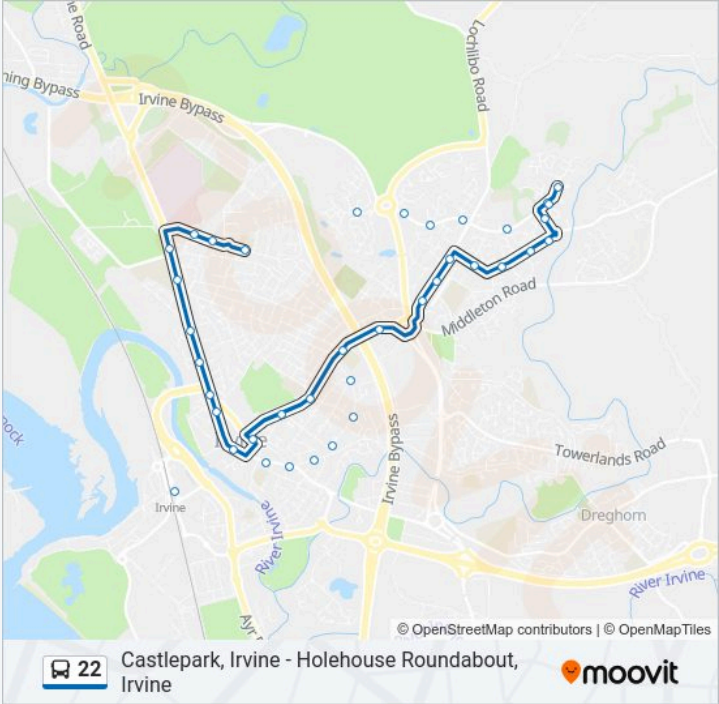 ne Road
ning Bypass
Irvine Bypass
Lochlibo Road
Middleton Road
Irvine Bypass
Towerlands Road
Dreghorn
Irvine
River Irvine
River Irvine
Ayr
© OpenStreetMap contributors | © OpenMapTiles
22
Castlepark, Irvine - Holehouse Roundabout,
Irvine
moovit